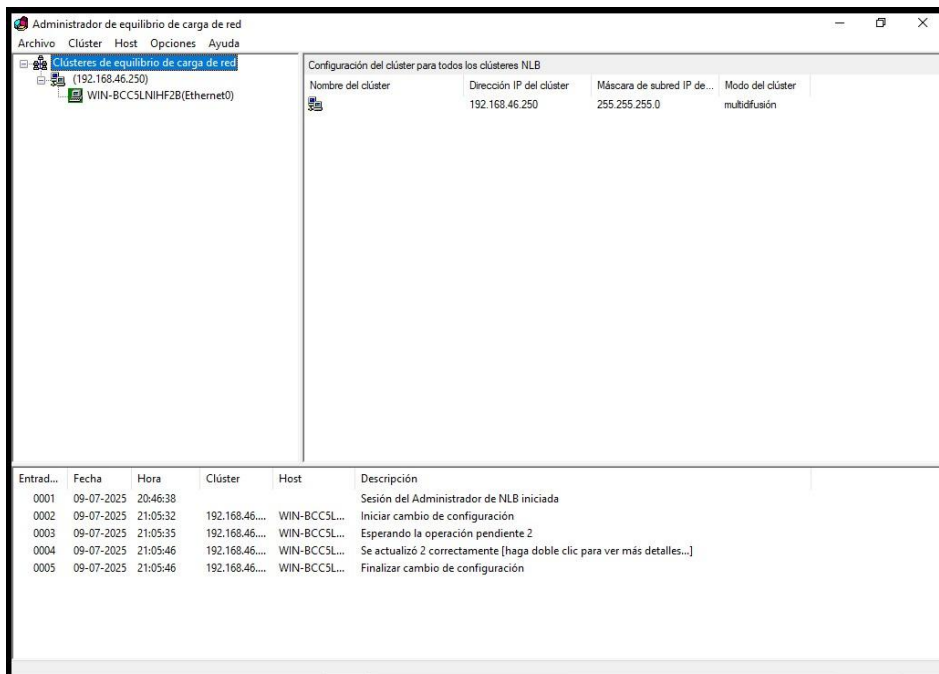 Administrador de equilibrio de carga de red
Archivo Clúster Host Opciones Ayuda
Clústeres de equilibrio de carga de red
(192.168.46.250)
WIN-BCC5LNIHF2B(Ethernet0)
Configuración del clúster para todos los clústeres NLB
Nombre del clúster Dirección IP del clúster Máscara de subred IP de... Modo del clúster
192.168.46.250 255.255.255.0 multidifusión
Entrad... Fecha Hora Clúster Host Descripción
0001 09-07-2025 20:46:38 Sesión del Administrador de NLB iniciada
0002 09-07-2025 21:05:32 192.168.46.... WIN-BCC5L... Iniciar cambio de configuración
0003 09-07-2025 21:05:35 192.168.46.... WIN-BCC5L... Esperando la operación pendiente 2
0004 09-07-2025 21:05:46 192.168.46.... WIN-BCC5L... Se actualizó 2 correctamente [haga doble clic para ver más detalles...]
0005 09-07-2025 21:05:46 192.168.46.... WIN-BCC5L... Finalizar cambio de configuración